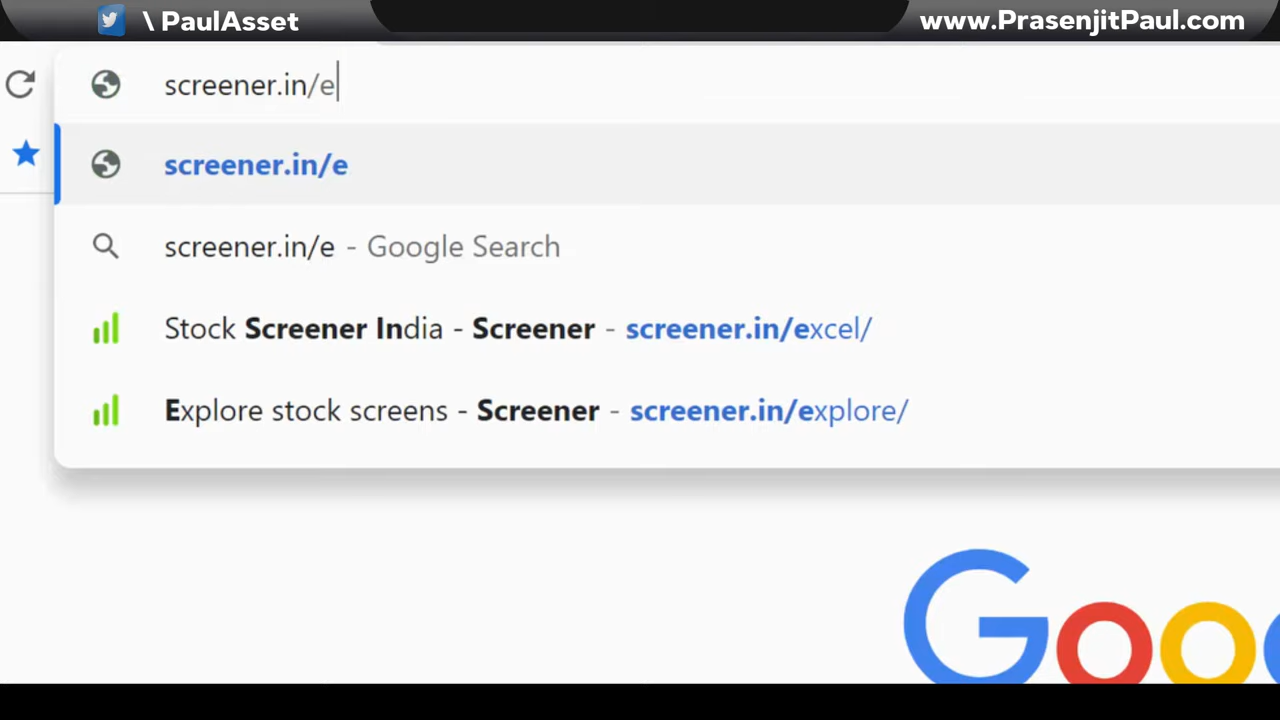 \ PaulAsset
www.PrasenjitPaul.com
screener.in/e
screener.in/e
screener.in/e - Google Search
Stock Screener India - Screener - screener.in/excel/
Explore stock screens - Screener - screener.in/explore/
Goo